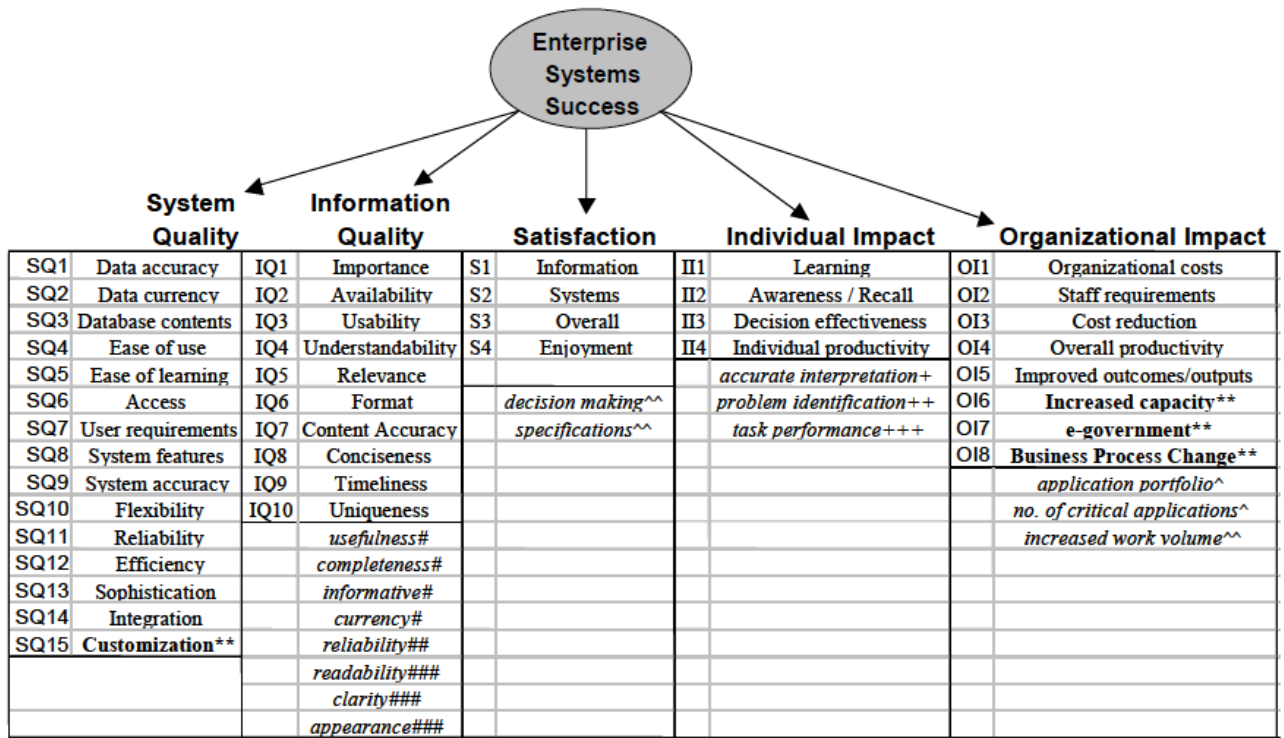 Enterprise
Systems
Success
System Information
Quality Quality Satisfaction Individual Impact Organizational Impact
SQ1 Data accuracy IQ1 Importance S1 Information II1 Learning OI1 Organizational costs
SQ2 Data currency IQ2 Availability S2 Systems II2 Awareness / Recall OI2 Staff requirements
SQ3 Database contents IQ3 Usability S3 Overall II3 Decision effectiveness OI3 Cost reduction
SQ4 Ease of use IQ4 Understandability S4 Enjoyment II4 Individual productivity OI4 Overall productivity
SQ5 Ease of learning IQ5 Relevance accurate interpretation+ OI5 Improved outcomes/outputs
SQ6 Access IQ6 Format decision making^^ problem identification++ OI6 Increased capacity**
SQ7 User requirements IQ7 Content Accuracy specifications^^ task performance+++ OI7 e-government**
SQ8 System features IQ8 Conciseness OI8 Business Process Change**
SQ9 System accuracy IQ9 Timeliness application portfolio^
SQ10 Flexibility IQ10 Uniqueness no. of critical applications^
SQ11 Reliability usefulness# increased work volume^^
SQ12 Efficiency completeness#
SQ13 Sophistication informative#
SQ14 Integration currency#
SQ15 Customization** reliability##
readability###
clarity###
appearance###